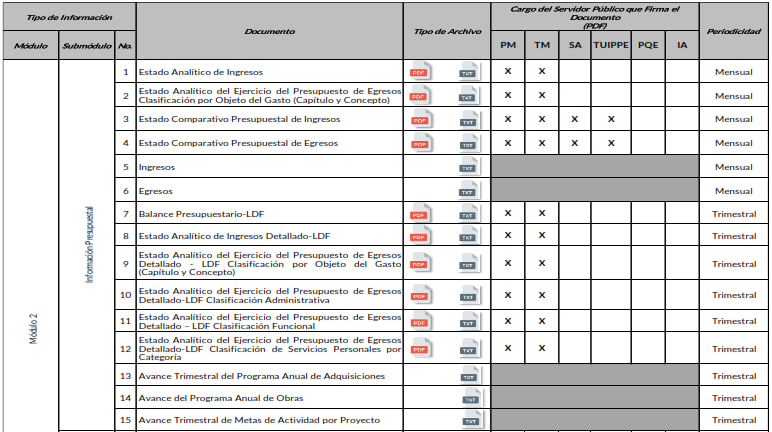 Tipo de Información
Documento
Tipo de Archivo
Cargo del Servidor Público que Firma el
Documento
(PDF)
Periodicidad
Módulo Submódulo No.
PM TM SA TUIPPE PQE IA
Módulo 2
Información Presupuestal
1 Estado Analítico de Ingresos PDF TXT X X Mensual
2 Estado Analítico del Ejercicio del Presupuesto de Egresos
Clasificación por Objeto del Gasto (Capítulo y Concepto) PDF TXT X X Mensual
3 Estado Comparativo Presupuestal de Ingresos PDF TXT X X X X Mensual
4 Estado Comparativo Presupuestal de Egresos PDF TXT X X X X Mensual
5 Ingresos TXT Mensual
6 Egresos TXT Mensual
7 Balance Presupuestario-LDF PDF TXT X X Trimestral
8 Estado Analítico de Ingresos Detallado-LDF PDF TXT X X Trimestral
9 Estado Analítico del Ejercicio del Presupuesto de Egresos
Detallado - LDF Clasificación por Objeto del Gasto
(Capítulo y Concepto) PDF TXT X X Trimestral
10 Estado Analítico del Ejercicio del Presupuesto de Egresos
Detallado-LDF Clasificación Administrativa PDF TXT X X Trimestral
11 Estado Analítico del Ejercicio del Presupuesto de Egresos
Detallado – LDF Clasificación Funcional PDF TXT X X Trimestral
12 Estado Analítico del Ejercicio del Presupuesto de Egresos
Detallado-LDF Clasificación de Servicios Personales por
Categoría PDF TXT X X Trimestral
13 Avance Trimestral del Programa Anual de Adquisiciones TXT Trimestral
14 Avance del Programa Anual de Obras TXT Trimestral
15 Avance Trimestral de Metas de Actividad por Proyecto TXT Trimestral